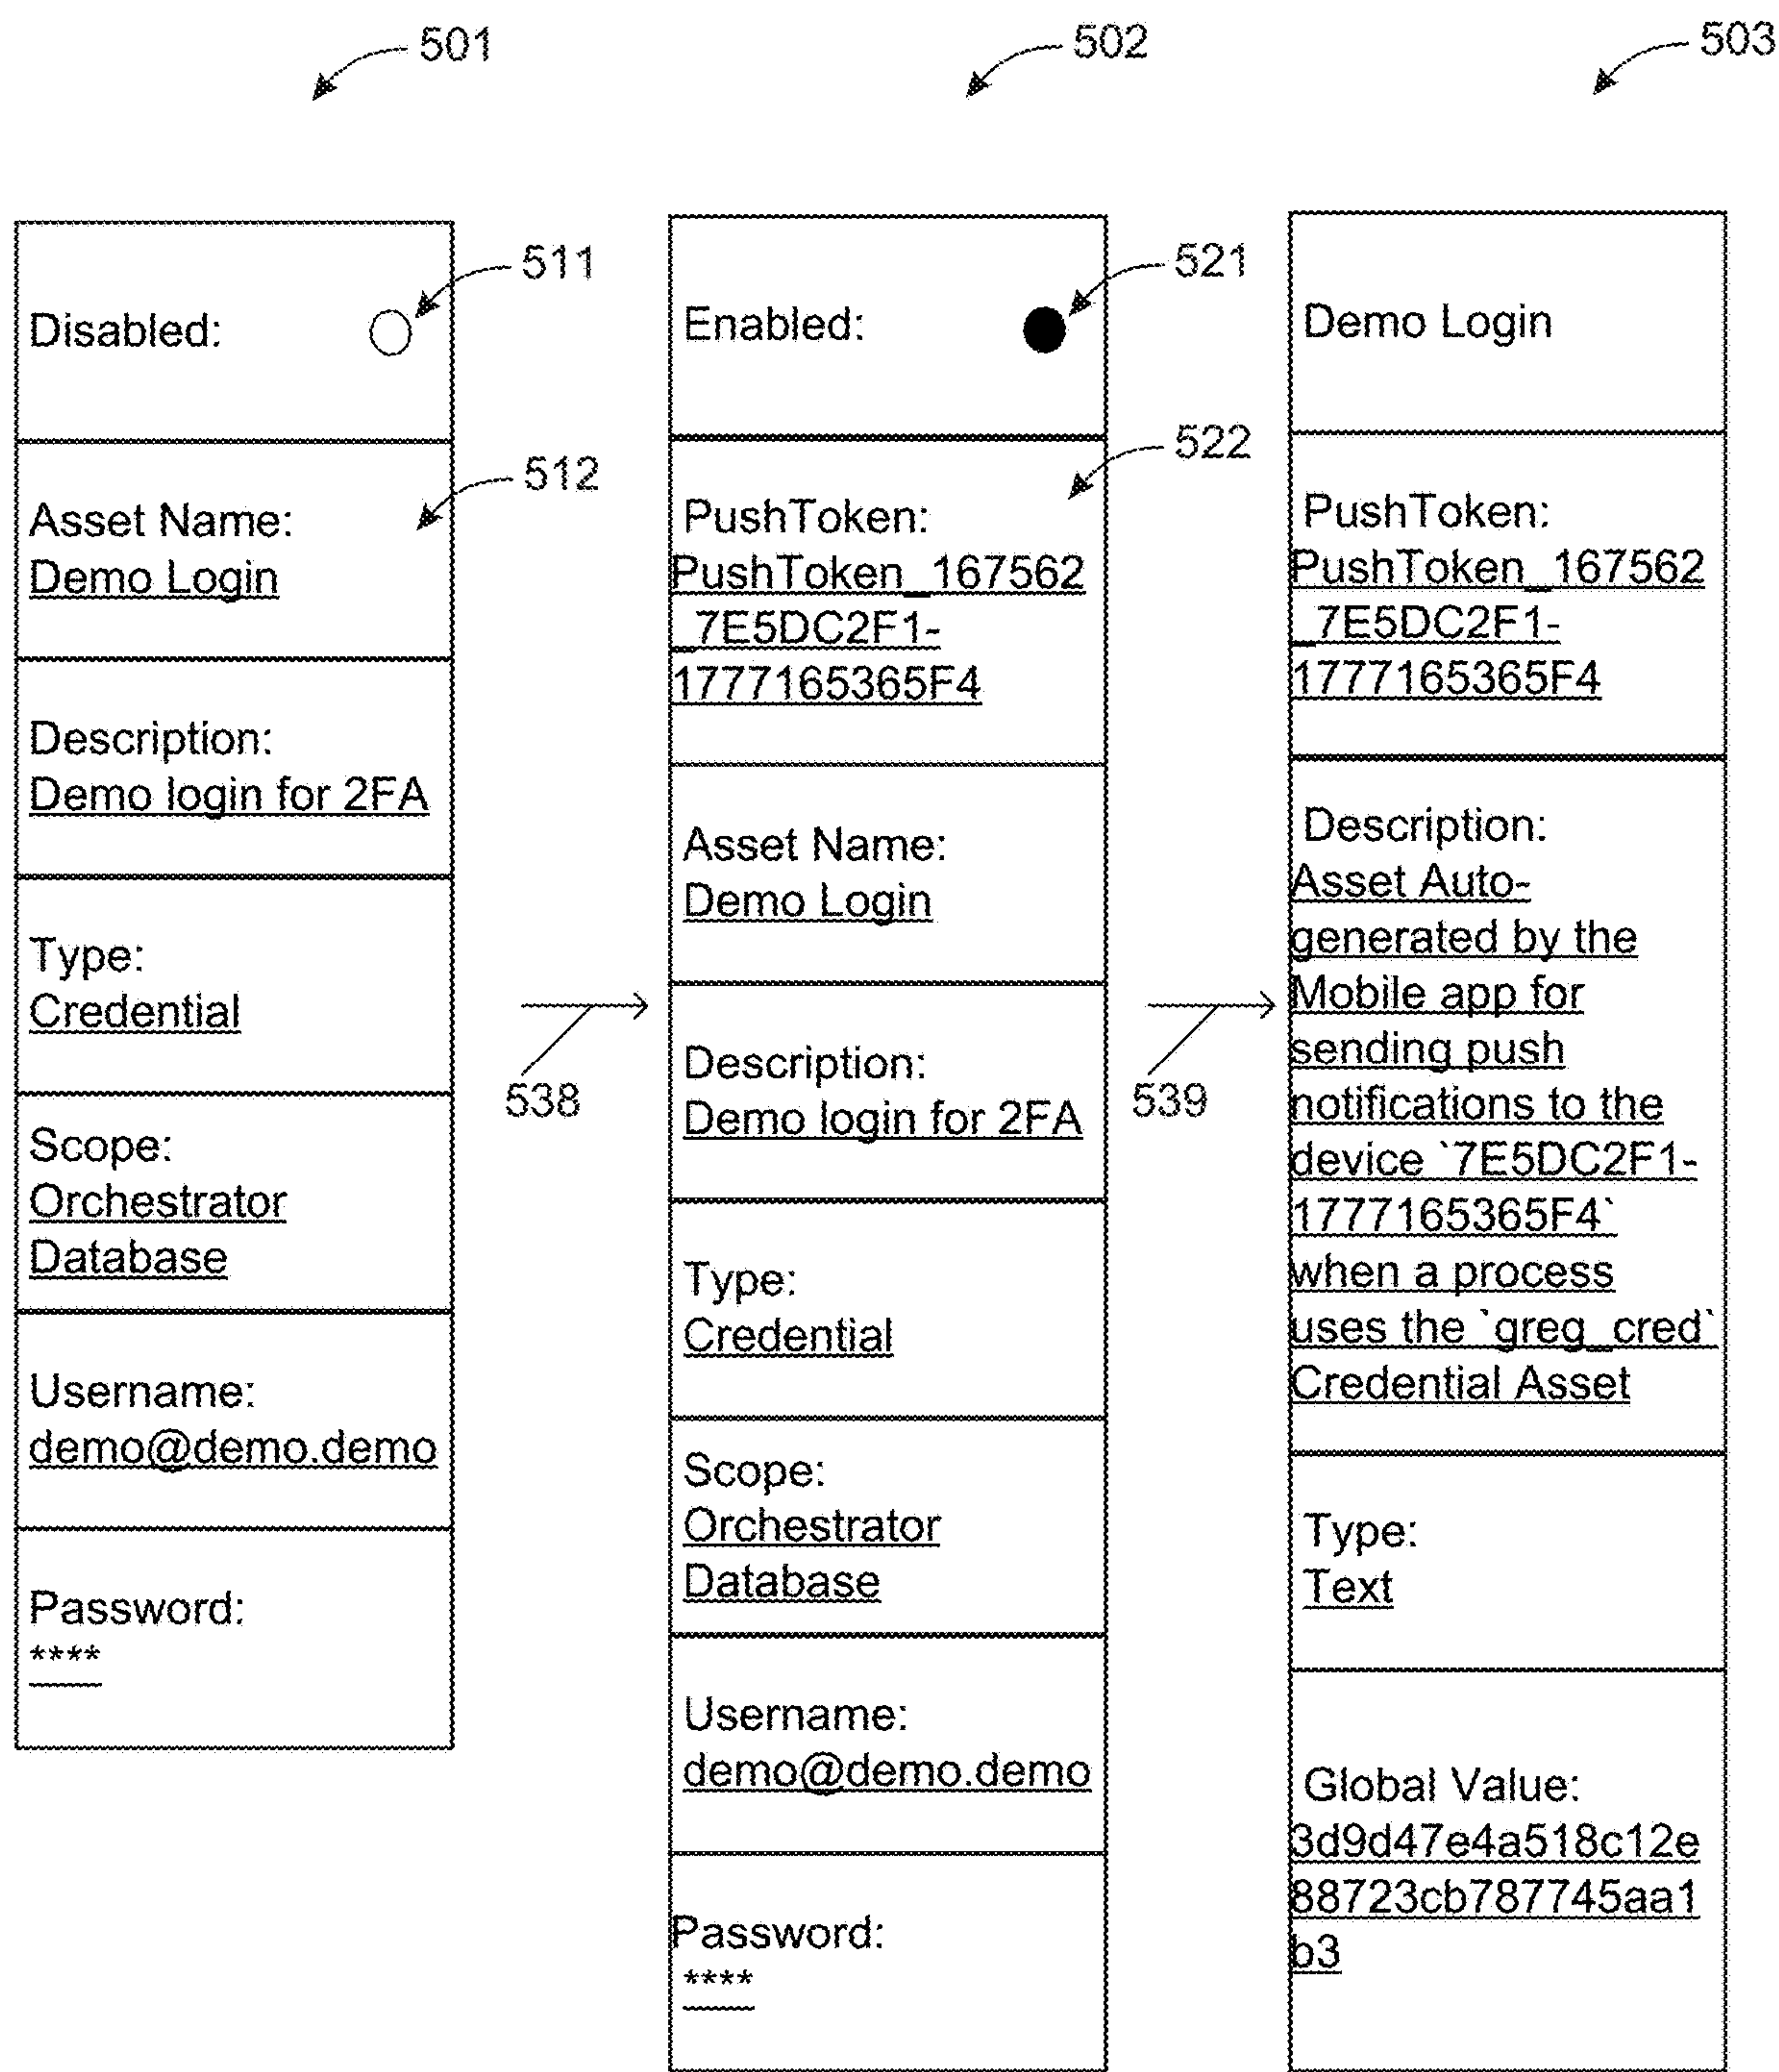 501
502
503
Disabled:
511
Asset Name:
Demo Login
512
Description:
Demo login for 2FA
Type:
Credential
Scope:
Orchestrator
Database
Username:
demo@demo.demo
Password:
****
538
Enabled:
521
PushToken:
PushToken_167562
_7E5DC2F1-
1777165365F4
522
Asset Name:
Demo Login
Description:
Demo login for 2FA
Type:
Credential
Scope:
Orchestrator
Database
Username:
demo@demo.demo
Password:
****
539
Demo Login
PushToken:
PushToken_167562
_7E5DC2F1-
1777165365F4
Description:
Asset Auto-
generated by the
Mobile app for
sending push
notifications to the
device `7E5DC2F1-
1777165365F4`
when a process
uses the `greg_cred`
Credential Asset
Type:
Text
Global Value:
3d9d47e4a518c12e
88723cb787745aa1
b3